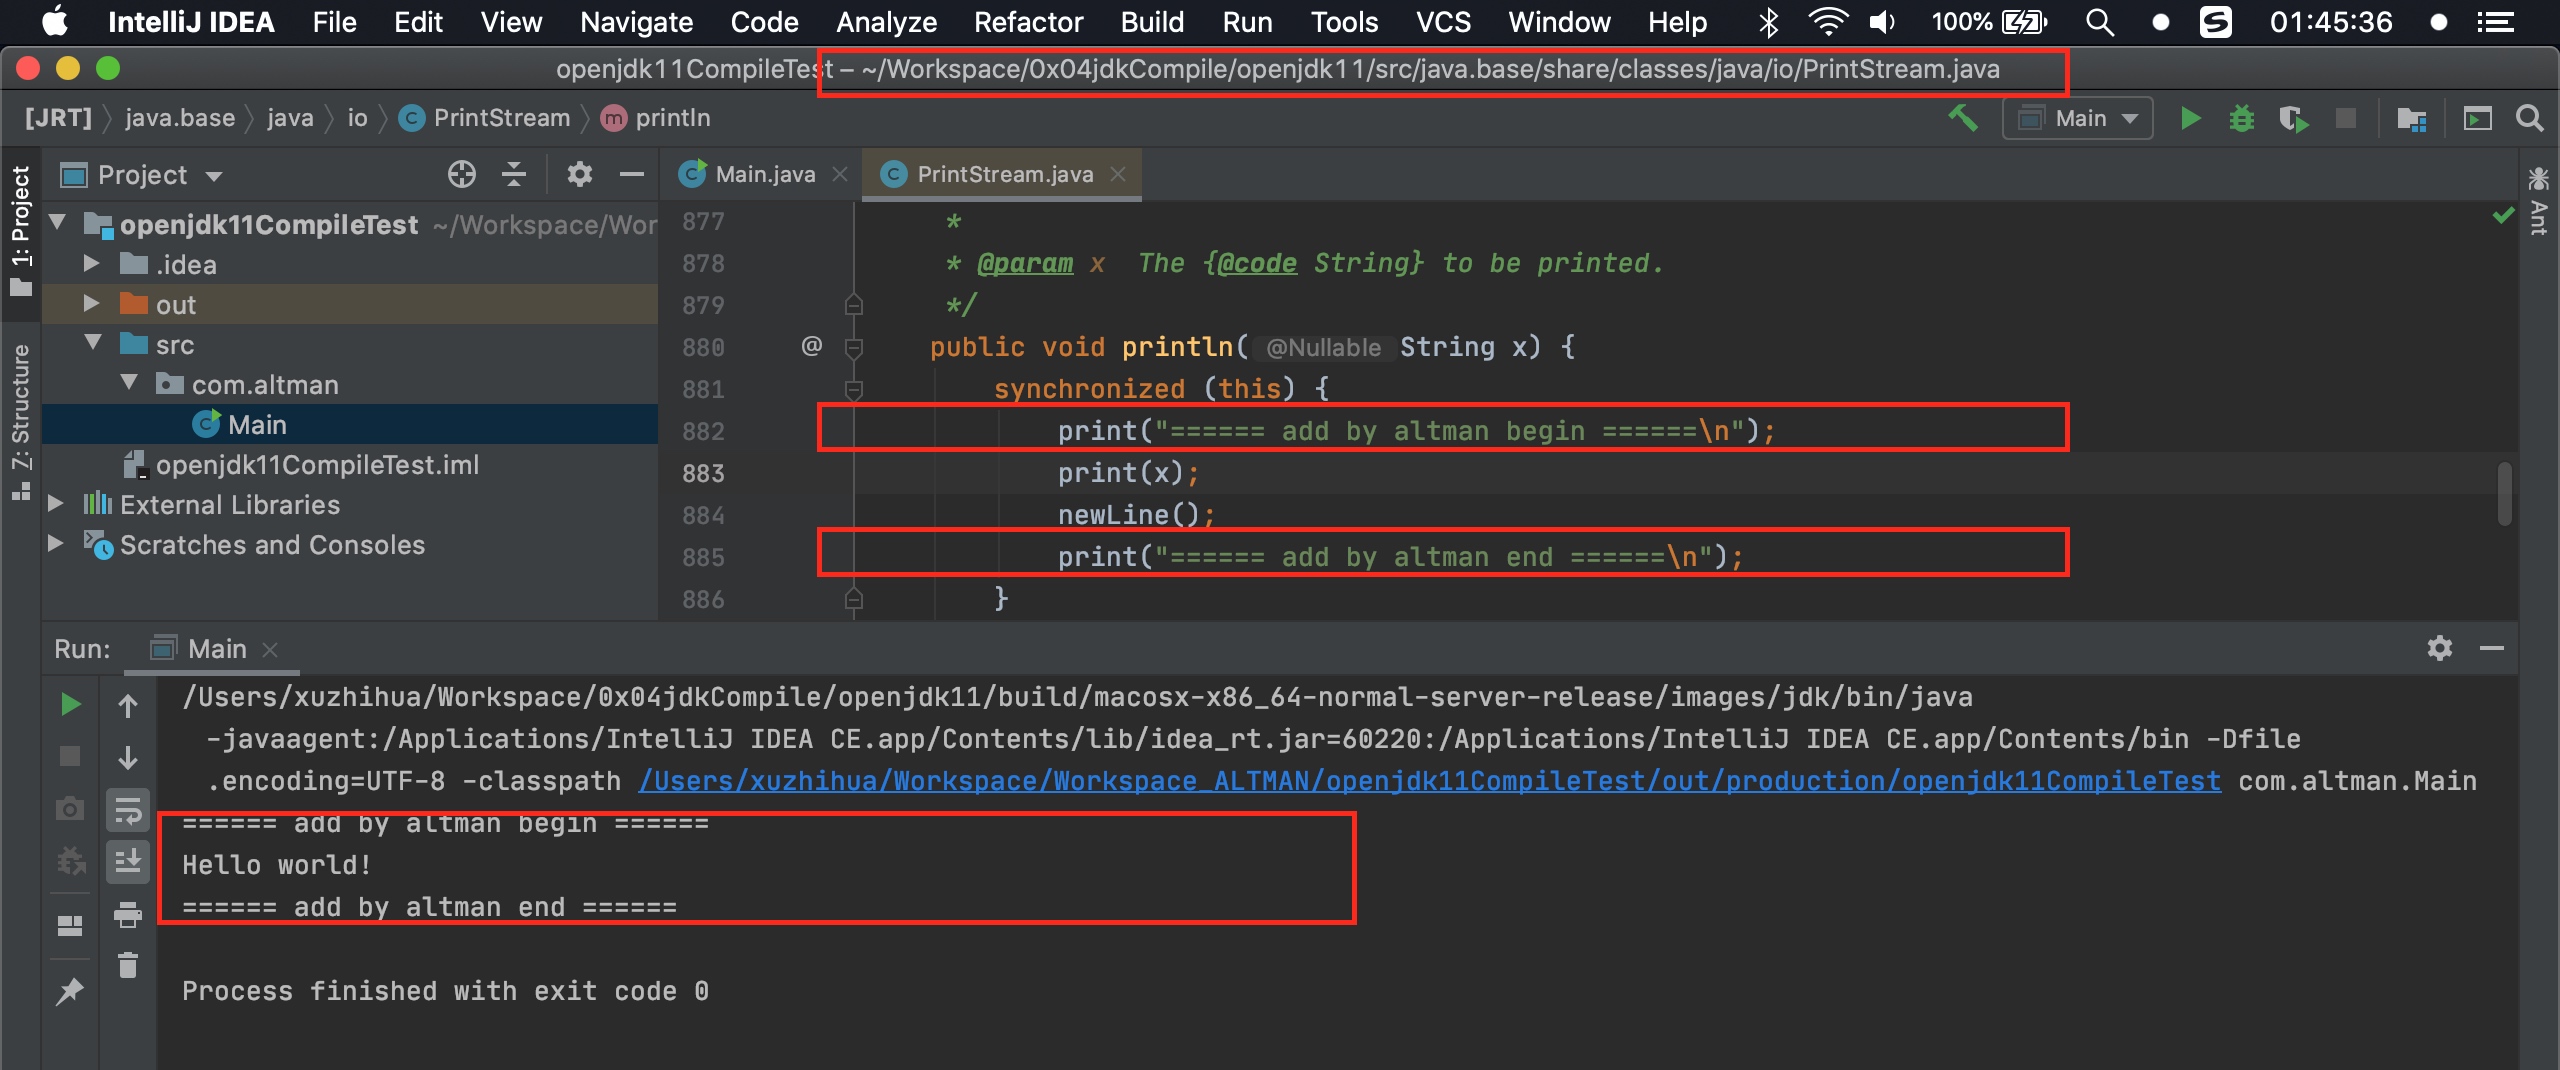 IntelliJ IDEA File Edit View Navigate Code Analyze Refactor Build Run Tools VCS Window Help 100% S 01:45:36
openjdk11CompileTest – ~/Workspace/0x04jdkCompile/openjdk11/src/java.base/share/classes/java/io/PrintStream.java
[JRT] java.base java io C PrintStream m println Main
Project
Main.java PrintStream.java
1: Project
7: Structure
Ant
openjdk11CompileTest ~/Workspace/Wor
.idea
out
src
com.altman
Main
openjdk11CompileTest.iml
External Libraries
Scratches and Consoles
877 *
878 * @param x The {@code String} to be printed.
879 */
880 @ public void println( @Nullable String x) {
881 synchronized (this) {
882 print("====== add by altman begin ======\n");
883 print(x);
884 newLine();
885 print("====== add by altman end ======\n");
886 }
Run: Main
/Users/xuzhihua/Workspace/0x04jdkCompile/openjdk11/build/macosx-x86_64-normal-server-release/images/jdk/bin/java
-javaagent:/Applications/IntelliJ IDEA CE.app/Contents/lib/idea_rt.jar=60220:/Applications/IntelliJ IDEA CE.app/Contents/bin -Dfile
.encoding=UTF-8 -classpath /Users/xuzhihua/Workspace/Workspace_ALTMAN/openjdk11CompileTest/out/production/openjdk11CompileTest com.altman.Main
====== add by altman begin ======
Hello world!
====== add by altman end ======
Process finished with exit code 0